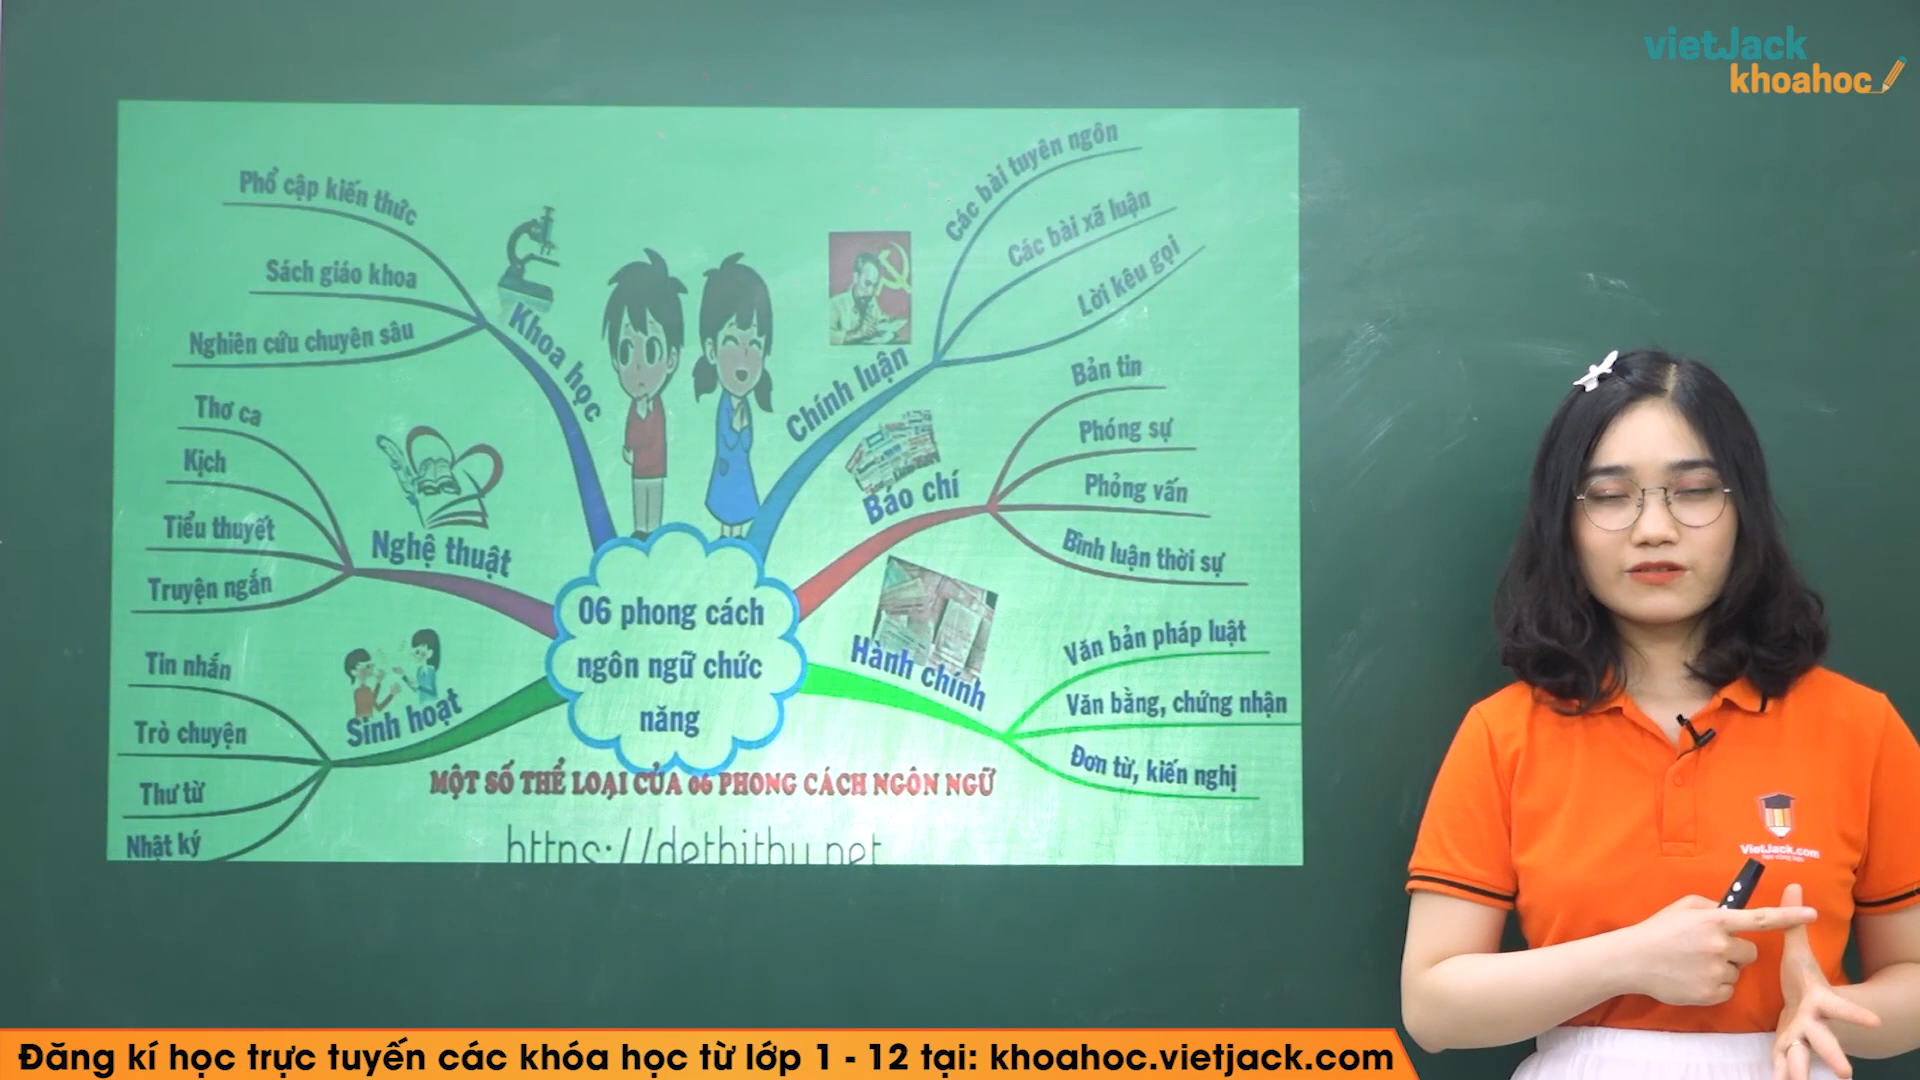 vietJack
khoahoc
Phổ cập kiến thức
Sách giáo khoa
Nghiên cứu chuyên sâu
Khoa học
Thơ ca
Kịch
Tiểu thuyết
Truyện ngắn
Nghệ thuật
Tin nhắn
Trò chuyện
Thư từ
Nhật ký
Sinh hoạt
06 phong cách
ngôn ngữ chức
năng
Các bài tuyên ngôn
Các bài xã luận
Lời kêu gọi
Chính luận
Bản tin
Phóng sự
Phỏng vấn
Bình luận thời sự
Báo chí
Văn bản pháp luật
Văn bằng, chứng nhận
Đơn từ, kiến nghị
Hành chính
MỘT SỐ THỂ LOẠI CỦA 06 PHONG CÁCH NGÔN NGỮ
https://dethithu.net
VietJack.com
Đăng kí học trực tuyến các khóa học từ lớp 1 - 12 tại: khoahoc.vietjack.com